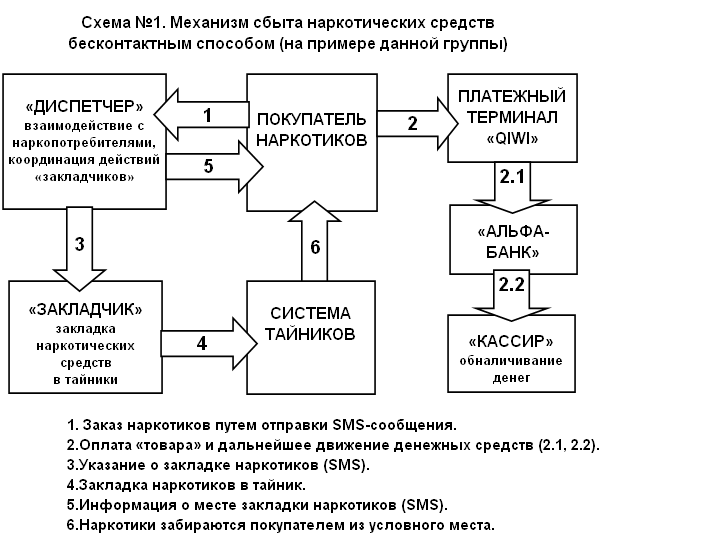 Схема №1. Механизм сбыта наркотических средств
бесконтактным способом (на примере данной группы)
«ДИСПЕТЧЕР»
взаимодействие с
наркопотребителями,
координация действий
«закладчиков»
1
5
ПОКУПАТЕЛЬ
НАРКОТИКОВ
2
ПЛАТЕЖНЫЙ
ТЕРМИНАЛ
«QIWI»
2.1
«АЛЬФА-
БАНК»
2.2
«КАССИР»
обналичивание
денег
3
6
«ЗАКЛАДЧИК»
закладка
наркотических
средств
в тайники
4
СИСТЕМА
ТАЙНИКОВ
1. Заказ наркотиков путем отправки SMS-сообщения.
2.Оплата «товара» и дальнейшее движение денежных средств (2.1, 2.2).
3.Указание о закладке наркотиков (SMS).
4.Закладка наркотиков в тайник.
5.Информация о месте закладки наркотиков (SMS).
6.Наркотики забираются покупателем из условного места.